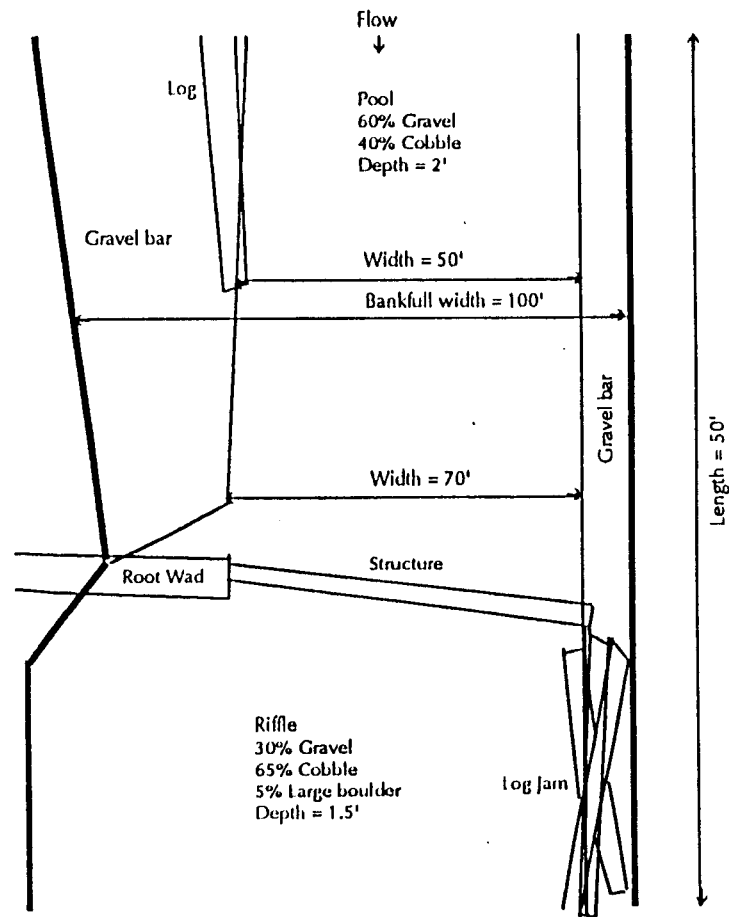 Flow
Log
Pool
60% Gravel
40% Cobble
Depth = 2'
Gravel bar
Width = 50'
Bankfull width = 100'
Gravel bar
Length = 50'
Width = 70'
Structure
Root Wad
Riffle
30% Gravel
65% Cobble
5% Large boulder
Depth = 1.5'
Log Jam